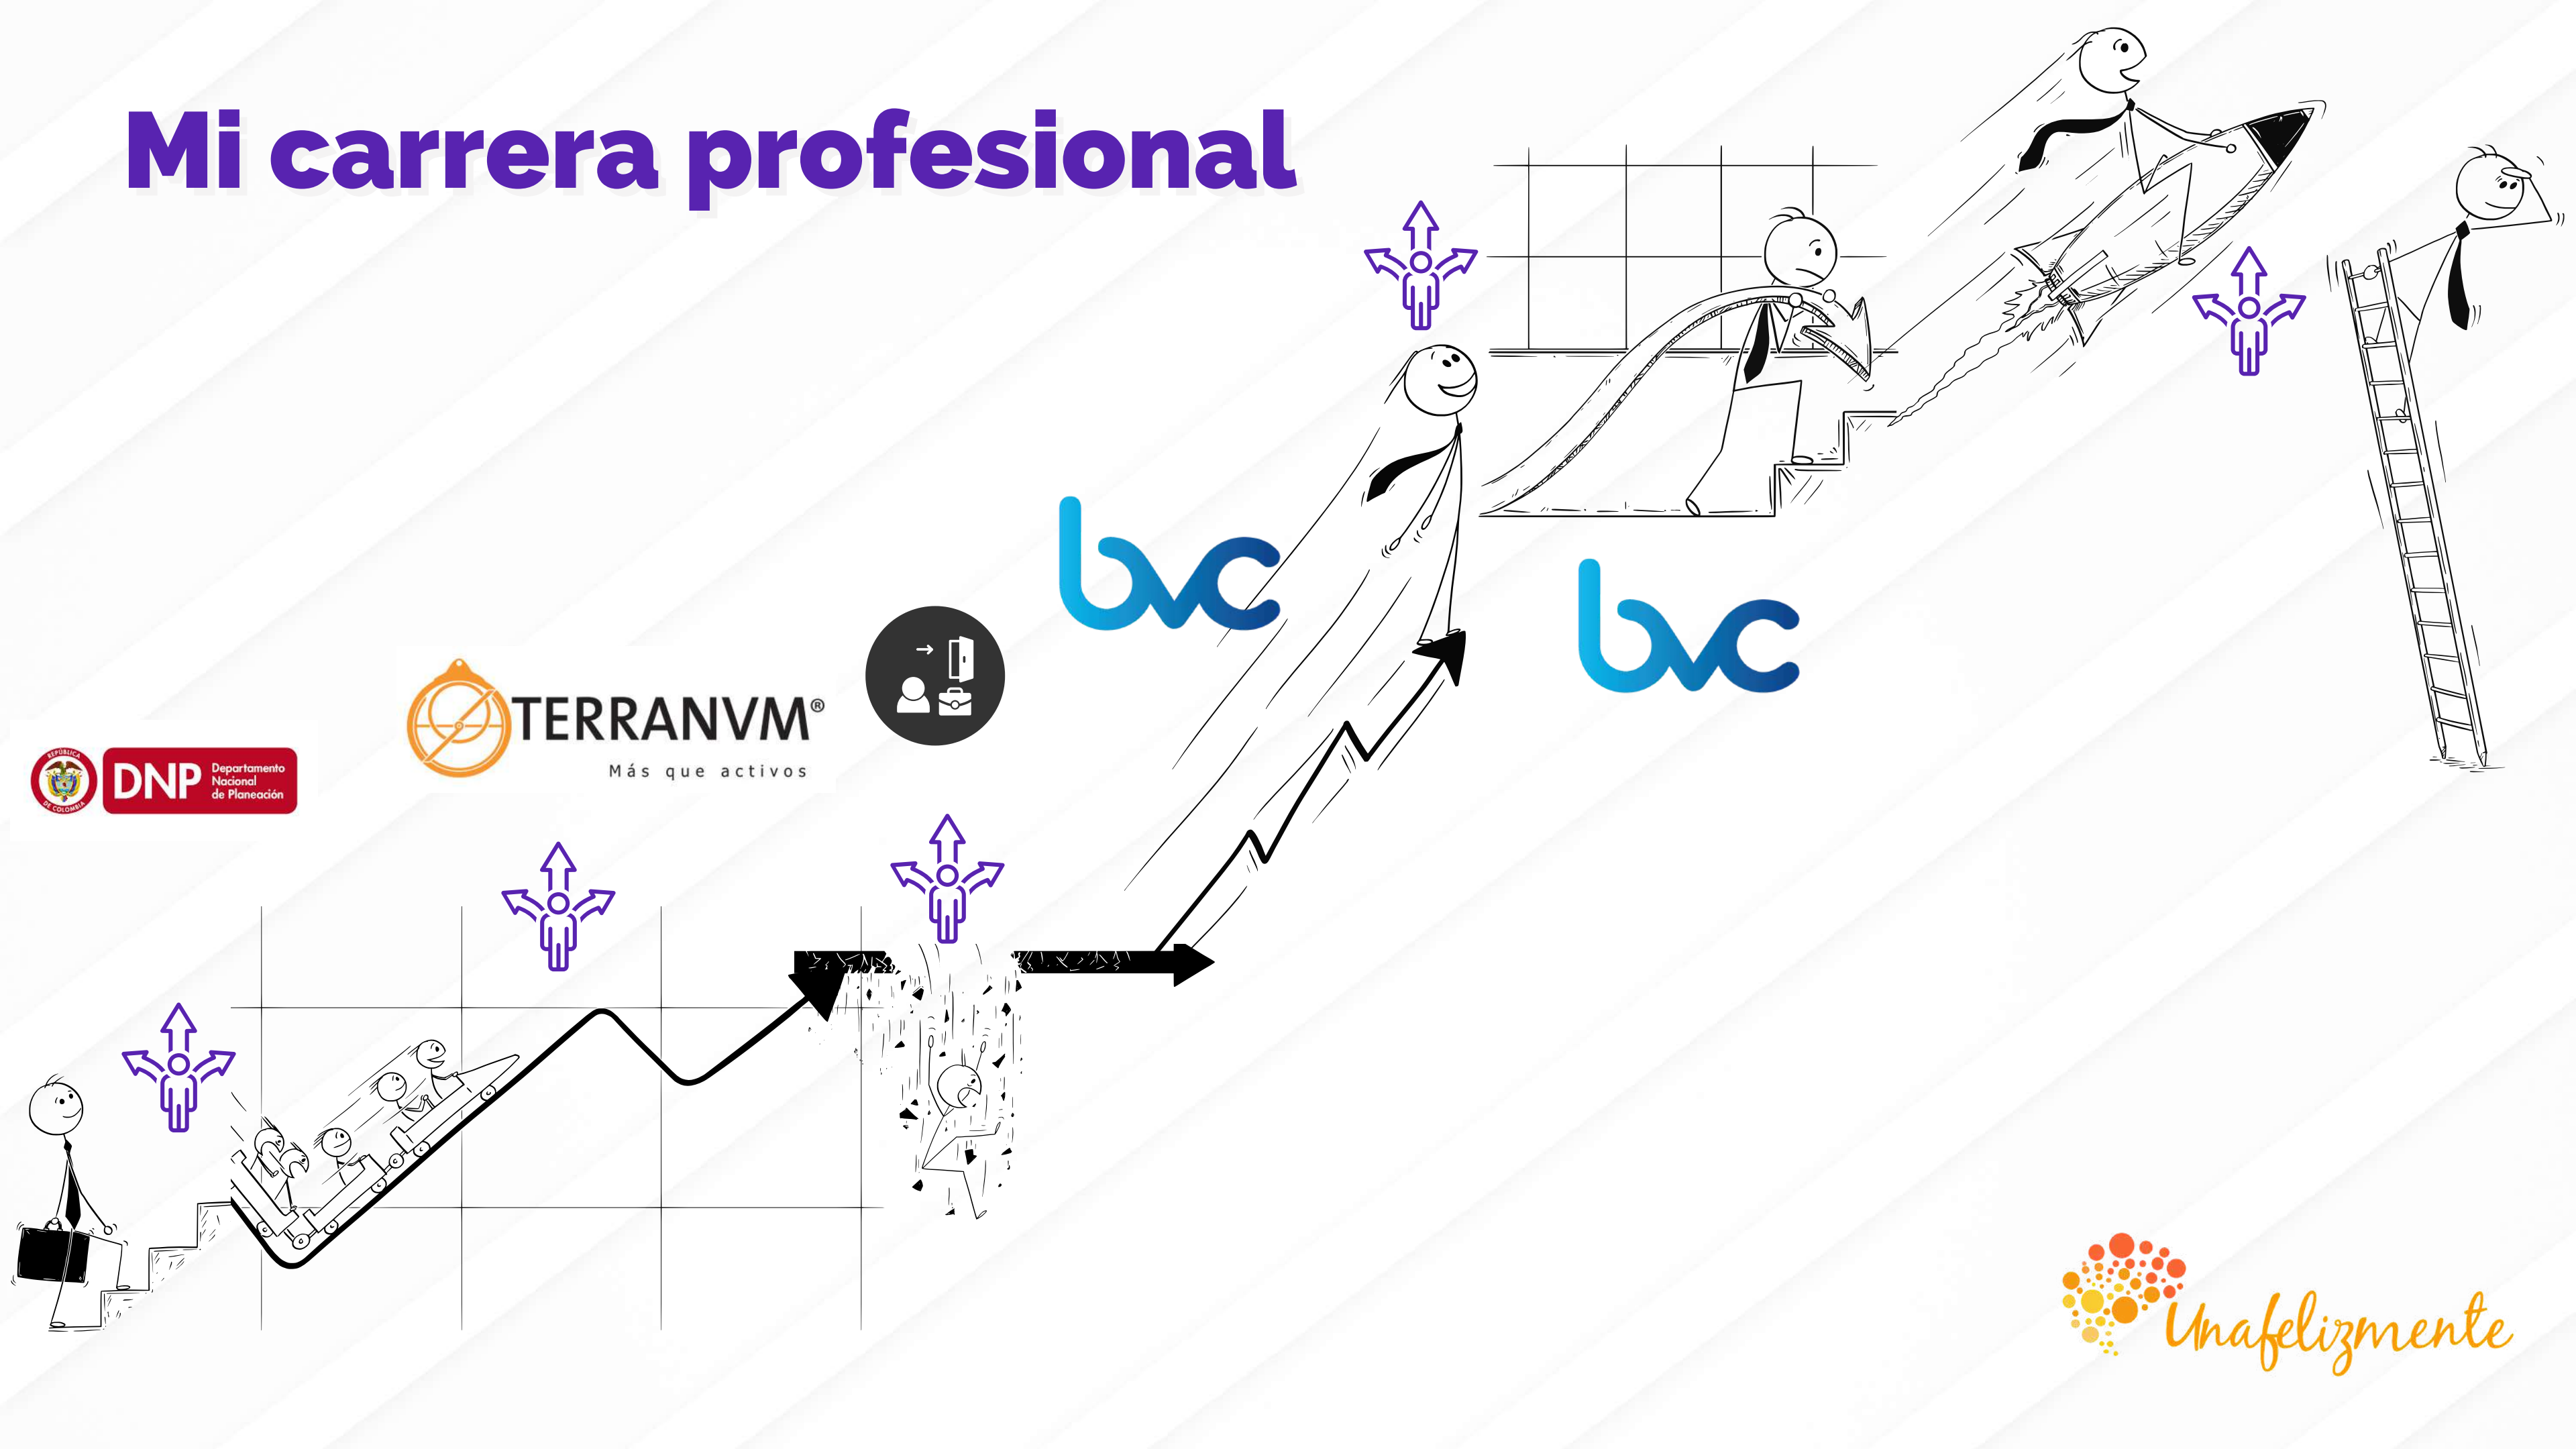 Mi carrera profesional
bvc
bvc
TERRANVM®
Más que activos
REPÚBLICA
DE COLOMBIA
DNP
Departamento
Nacional
de Planeación
Unafelizmente